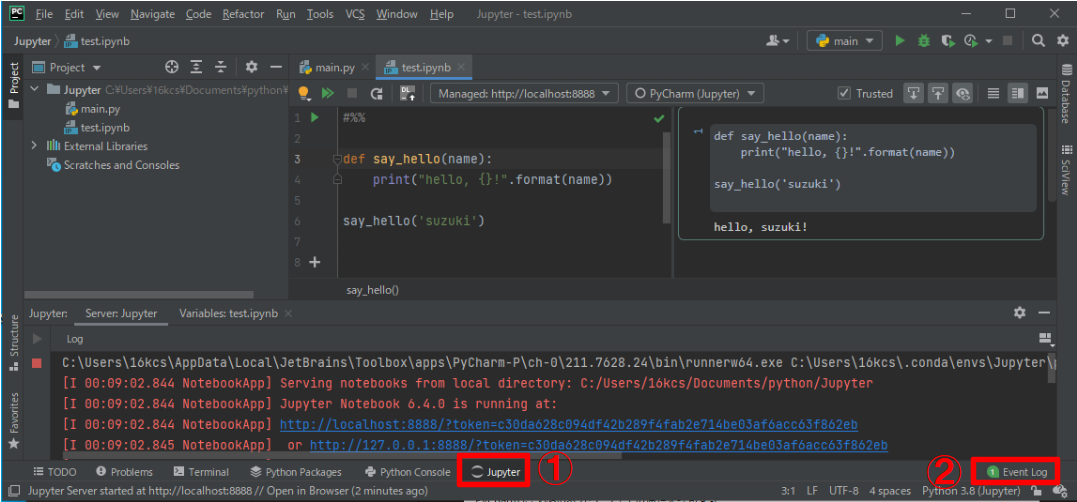 PC File Edit View Navigate Code Refactor Run Tools VCS Window Help Jupyter - test.ipynb
Jupyter test.ipynb main
Project Project main.py test.ipynb
Jupyter C:¥Users¥16kcs¥Documents¥python¥
main.py
test.ipynb
External Libraries
Scratches and Consoles
DL Managed: http://localhost:8888 PyCharm (Jupyter) Trusted
1 #%%
2
3 def say_hello(name):
4 print("hello, {}!".format(name))
5
6 say_hello('suzuki')
7
8
say_hello()
def say_hello(name):
print("hello, {}!".format(name))
say_hello('suzuki')
hello, suzuki!
Database
SciView
Structure
Favorites
Jupyter: Server: Jupyter Variables: test.ipynb
Log
C:\Users\16kcs\AppData\Local\JetBrains\Toolbox\apps\PyCharm-P\ch-0\211.7628.24\bin\runnerw64.exe C:\Users\16kcs\.conda\envs\Jupyter\p
[I 00:09:02.844 NotebookApp] Serving notebooks from local directory: C:/Users/16kcs/Documents/python/Jupyter
[I 00:09:02.844 NotebookApp] Jupyter Notebook 6.4.0 is running at:
[I 00:09:02.844 NotebookApp] http://localhost:8888/?token=c30da628c094df42b289f4fab2e714be03af6acc63f862eb
[I 00:09:02.845 NotebookApp] or http://127.0.0.1:8888/?token=c30da628c094df42b289f4fab2e714be03af6acc63f862eb
TODO Problems Terminal Python Packages Python Console Jupyter ① ② 1 Event Log
Jupyter Server started at http://localhost:8888 // Open in Browser (2 minutes ago) 3:1 LF UTF-8 4 spaces Python 3.8 (Jupyter)